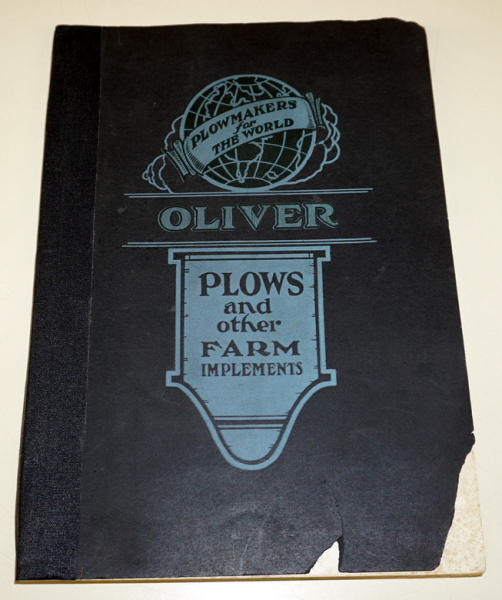 PLOWMAKERS
for
THE WORLD
OLIVER
PLOWS
and
other
FARM
IMPLEMENTS